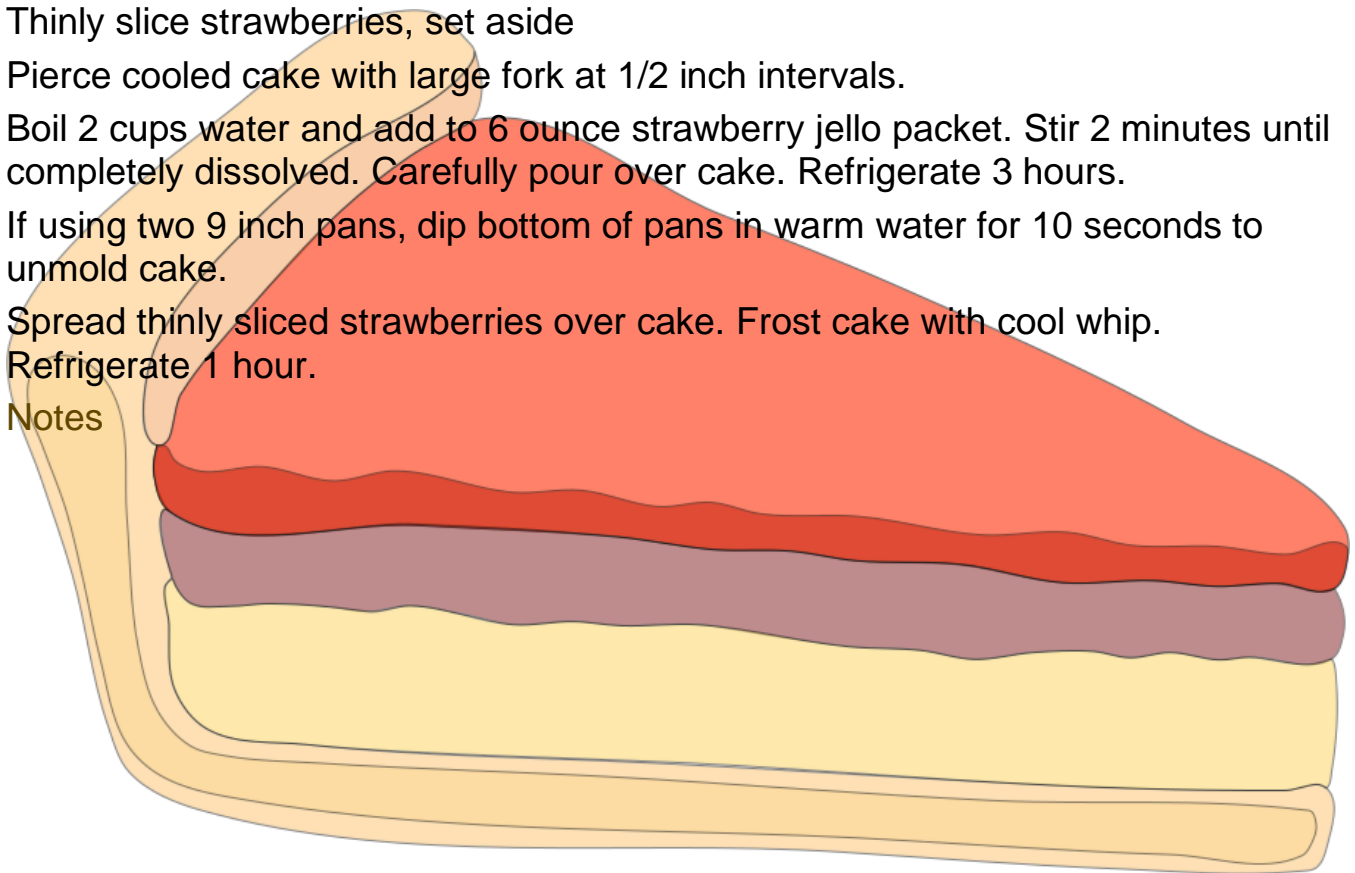 Thinly slice strawberries, set aside
Pierce cooled cake with large fork at 1/2 inch intervals.
Boil 2 cups water and add to 6 ounce strawberry jello packet. Stir 2 minutes until
completely dissolved. Carefully pour over cake. Refrigerate 3 hours.
If using two 9 inch pans, dip bottom of pans in warm water for 10 seconds to
unmold cake.
Spread thinly sliced strawberries over cake. Frost cake with cool whip.
Refrigerate 1 hour.
Notes